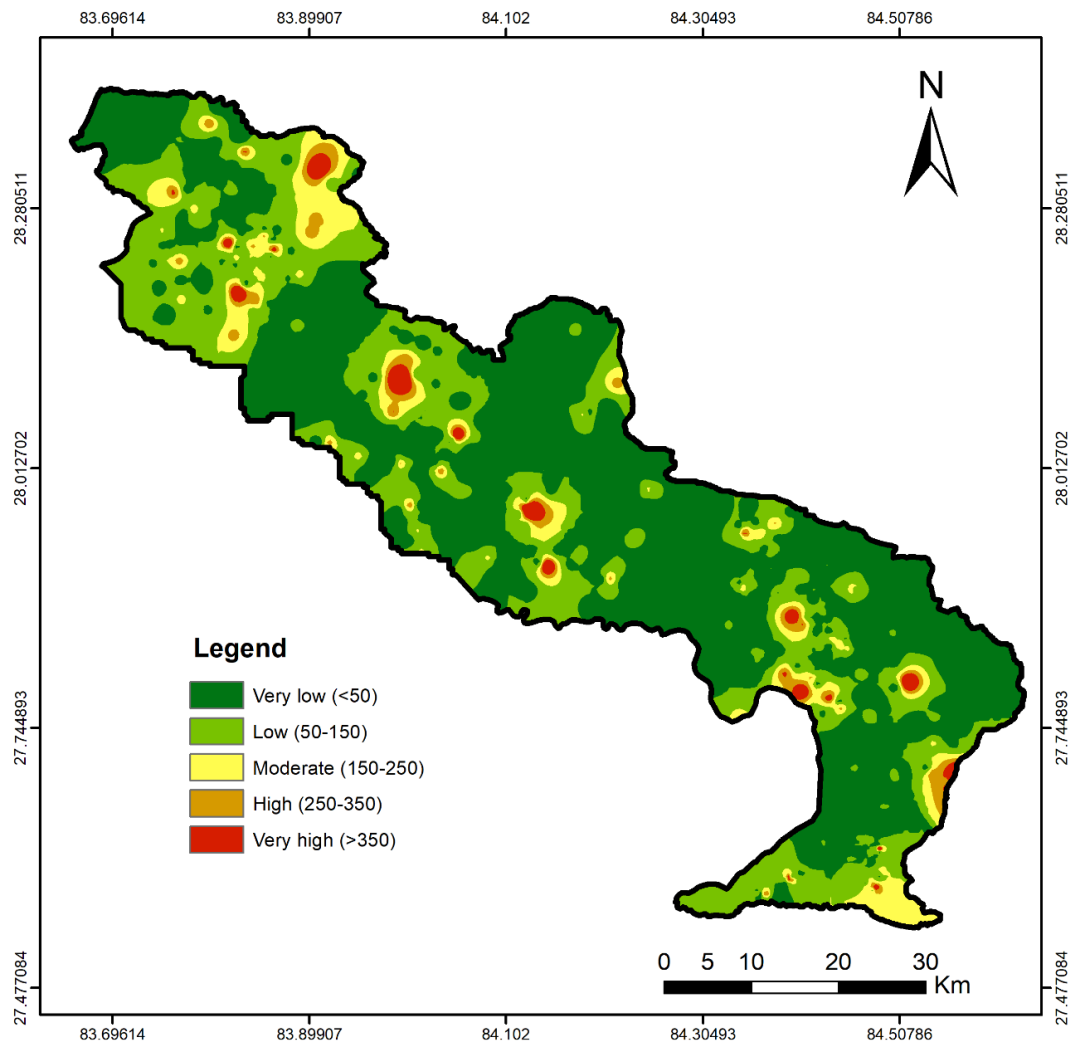 83.69614 83.89907 84.102 84.30493 84.50786
N
28.280511 28.280511
28.012702 28.012702
Legend
Very low (<50)
Low (50-150)
Moderate (150-250)
High (250-350)
Very high (>350)
27.744893 27.744893
0 5 10 20 30
Km
27.477084 27.477084
83.69614 83.89907 84.102 84.30493 84.50786